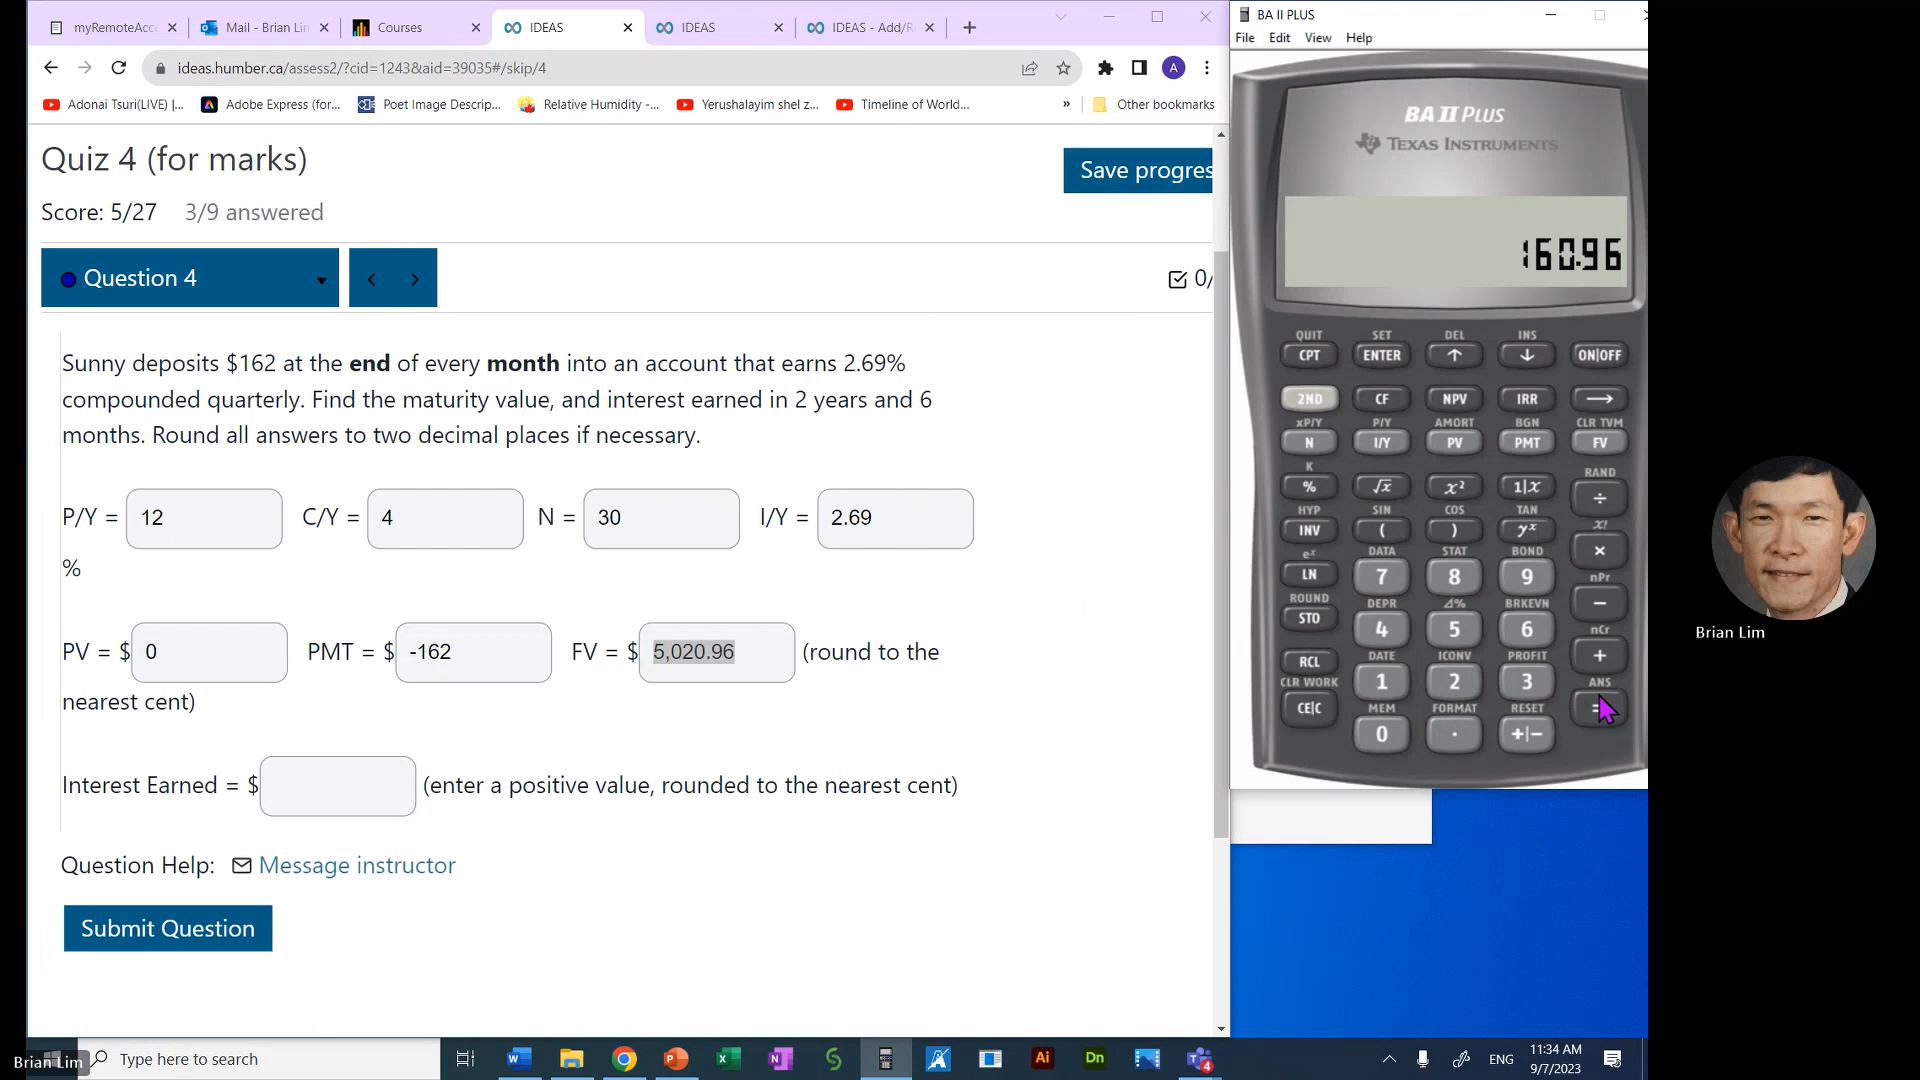 myRemoteAcc
Mail - Brian Lin
Courses
IDEAS
IDEAS
IDEAS - Add/R
BA II PLUS
File Edit View Help
ideas.humber.ca/assess2/?cid=1243&aid=39035#/skip/4
A
Adonai Tsuri(LIVE) |...
Adobe Express (for...
Poet Image Descrip...
Relative Humidity -...
Yerushalayim shel z...
Timeline of World...
»
Other bookmarks
Quiz 4 (for marks)
Save progres
Score: 5/27 3/9 answered
Question 4
< >
0/
Sunny deposits $162 at the end of every month into an account that earns 2.69%
compounded quarterly. Find the maturity value, and interest earned in 2 years and 6
months. Round all answers to two decimal places if necessary.
P/Y = 12 C/Y = 4 N = 30 I/Y = 2.69
%
PV = $ 0 PMT = $ -162 FV = $ 5,020.96 (round to the
nearest cent)
Interest Earned = $ (enter a positive value, rounded to the nearest cent)
Question Help: Message instructor
Submit Question
BA II PLUS
TEXAS INSTRUMENTS
160.96
QUIT SET DEL INS
CPT ENTER ↑ ↓ ON|OFF
2ND CF NPV IRR →
xP/Y P/Y AMORT BGN CLR TVM
N I/Y PV PMT FV
K RAND
% √x x² 1|x ÷
HYP SIN COS TAN x!
INV ( ) yˣ ×
eˣ DATA STAT BOND nPr
LN 7 8 9 −
ROUND DEPR Δ% BRKEVN nCr
STO 4 5 6 +
DATE ICONV PROFIT
RCL 1 2 3
CLR WORK ANS
CE|C MEM FORMAT RESET
0 . +|−
Brian Lim
Brian Lim
Type here to search
W
P
X
N
S
Ai
Dn
4
ENG
11:34 AM
9/7/2023